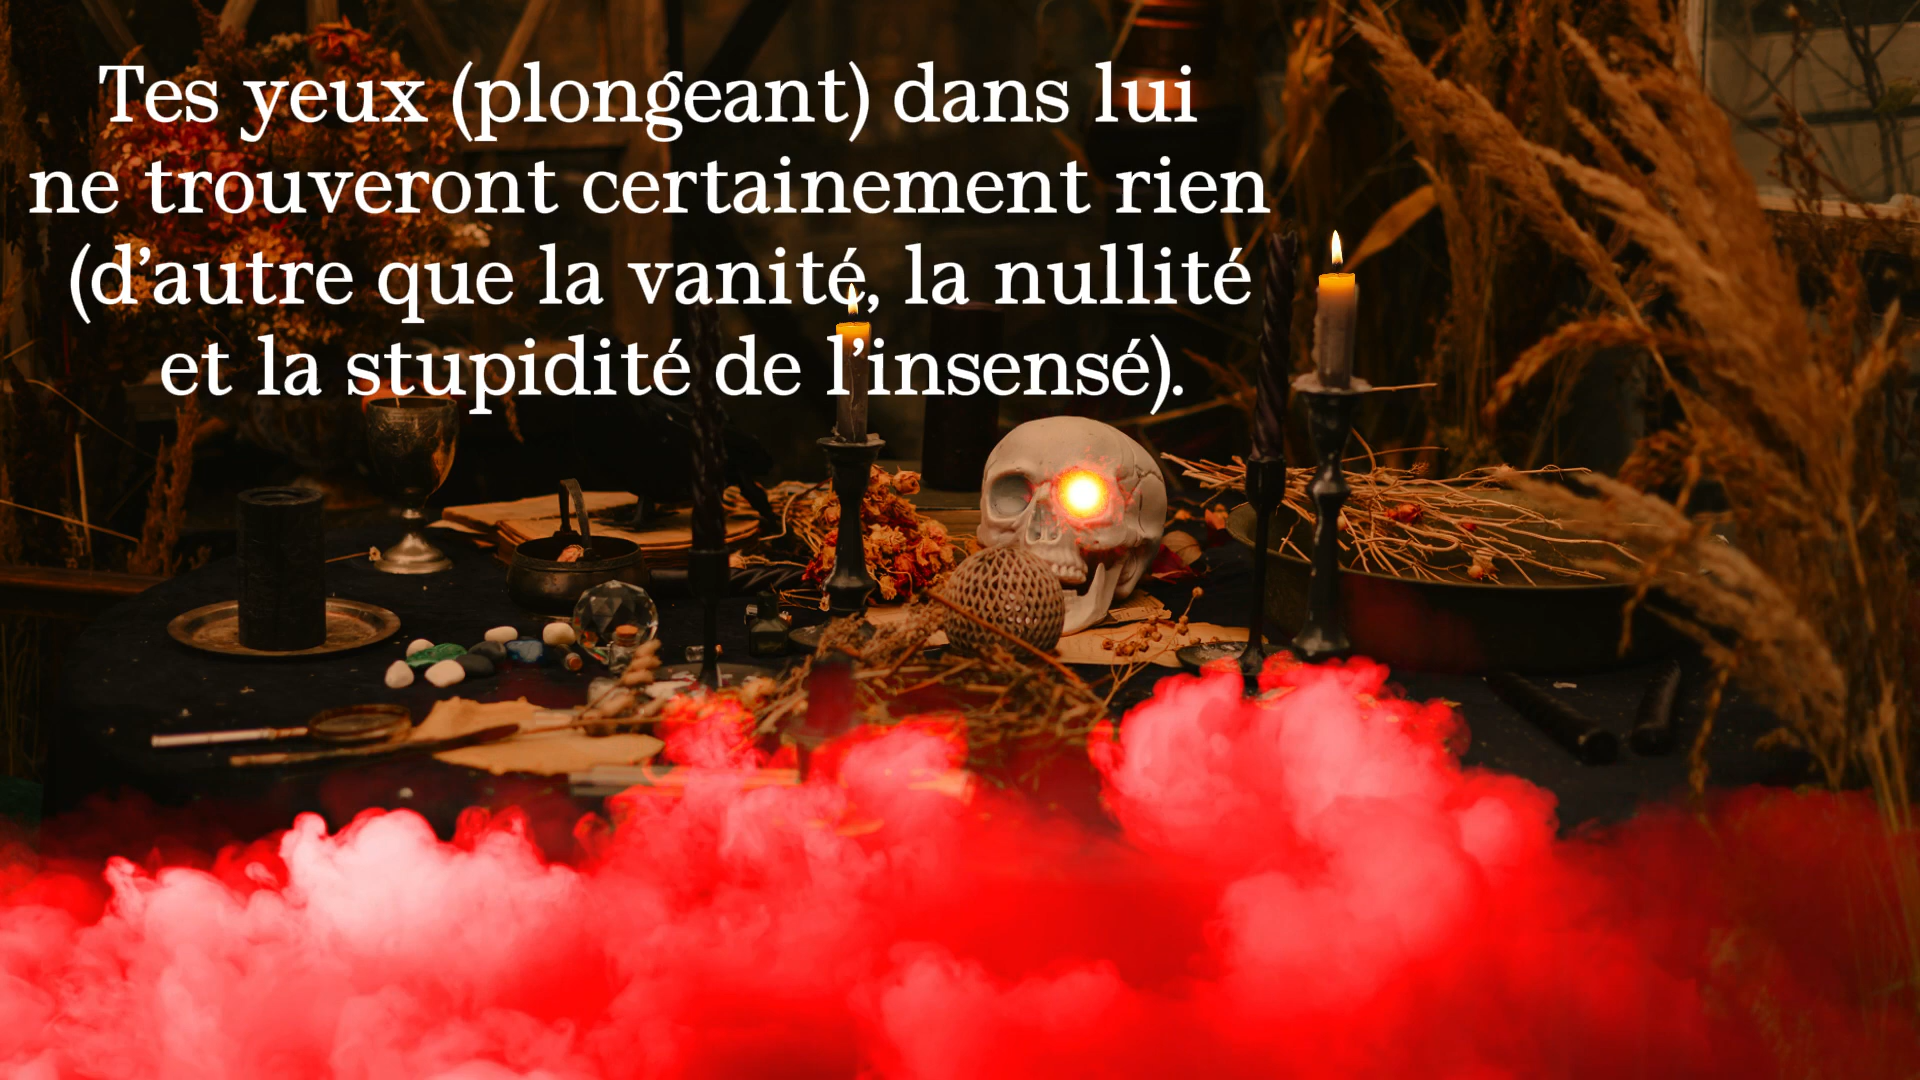 Tes yeux (plongeant) dans lui
ne trouveront certainement rien
(d’autre que la vanité, la nullité
et la stupidité de l’insensé).